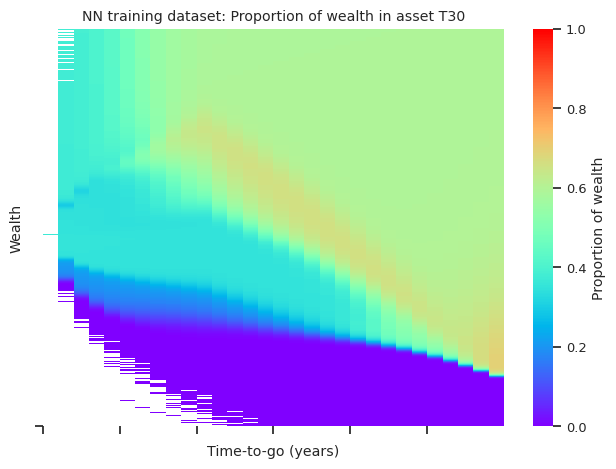 NN training dataset: Proportion of wealth in asset T30
Wealth
Time-to-go (years)
1.0
0.8
0.6
0.4
0.2
0.0
Proportion of wealth